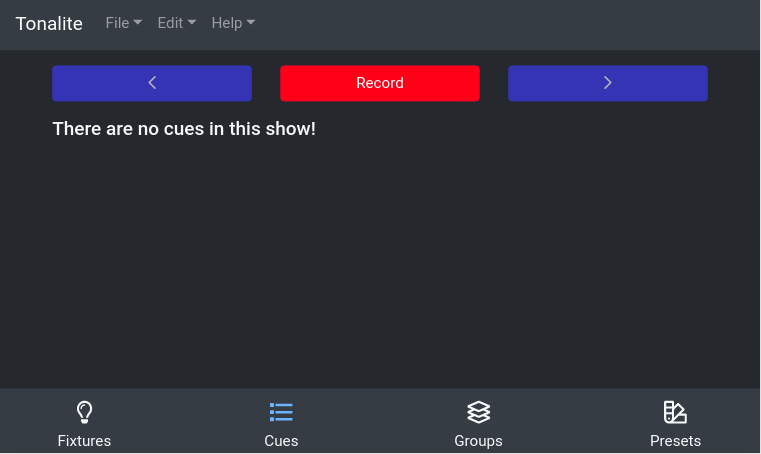 Tonalite File Edit Help
Record
There are no cues in this show!
Fixtures Cues Groups Presets